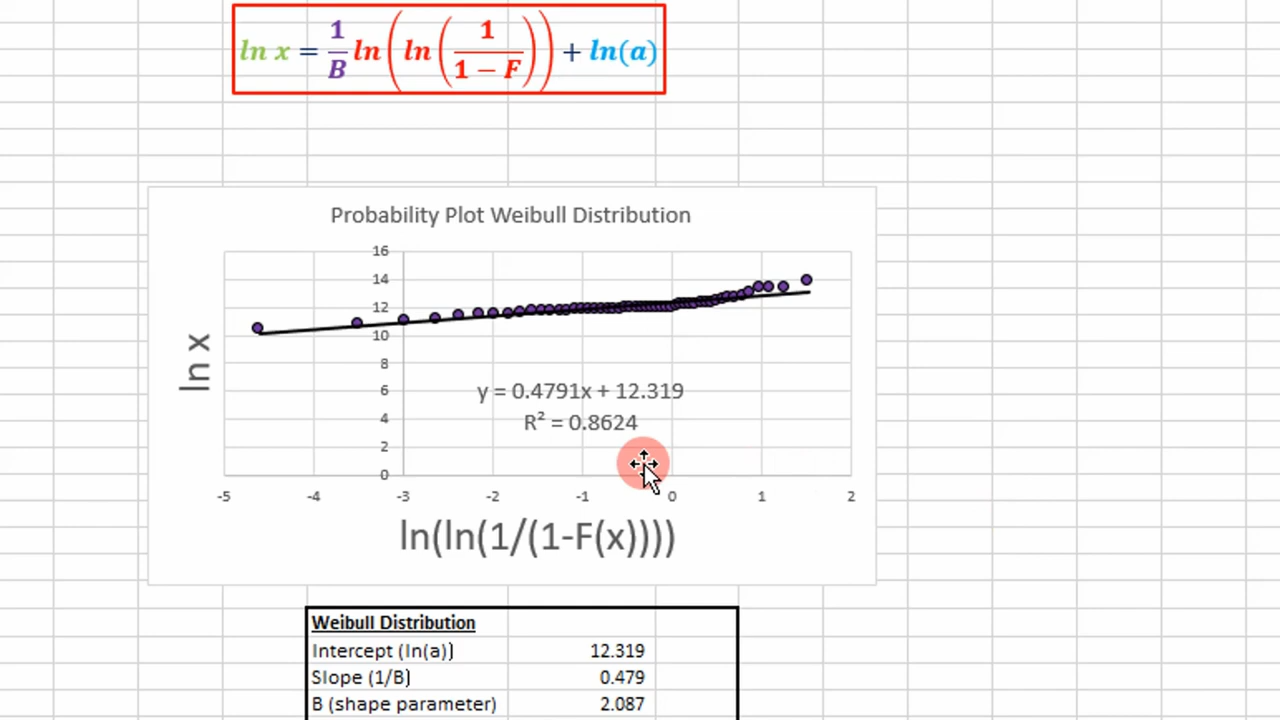 ln x = 1/B ln(ln(1/(1 − F))) + ln(a)
Probability Plot Weibull Distribution
16
14
12
10
8
6
4
2
0
ln x
y = 0.4791x + 12.319
R² = 0.8624
-5 -4 -3 -2 -1 0 1 2
ln(ln(1/(1-F(x))))
Weibull Distribution
Intercept (ln(a)) 12.319
Slope (1/B) 0.479
B (shape parameter) 2.087